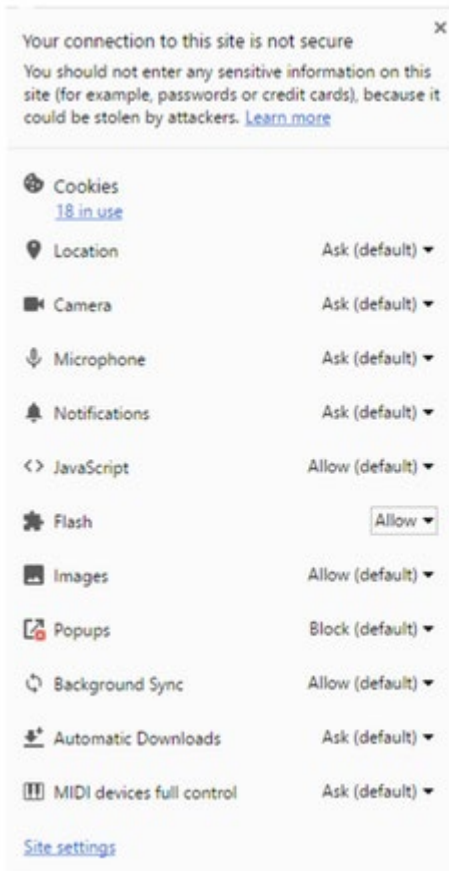 Your connection to this site is not secure
You should not enter any sensitive information on this
site (for example, passwords or credit cards), because it
could be stolen by attackers. Learn more
Cookies
18 in use
Location Ask (default)
Camera Ask (default)
Microphone Ask (default)
Notifications Ask (default)
<> JavaScript Allow (default)
Flash Allow
Images Allow (default)
Popups Block (default)
Background Sync Allow (default)
Automatic Downloads Ask (default)
MIDI devices full control Ask (default)
Site settings